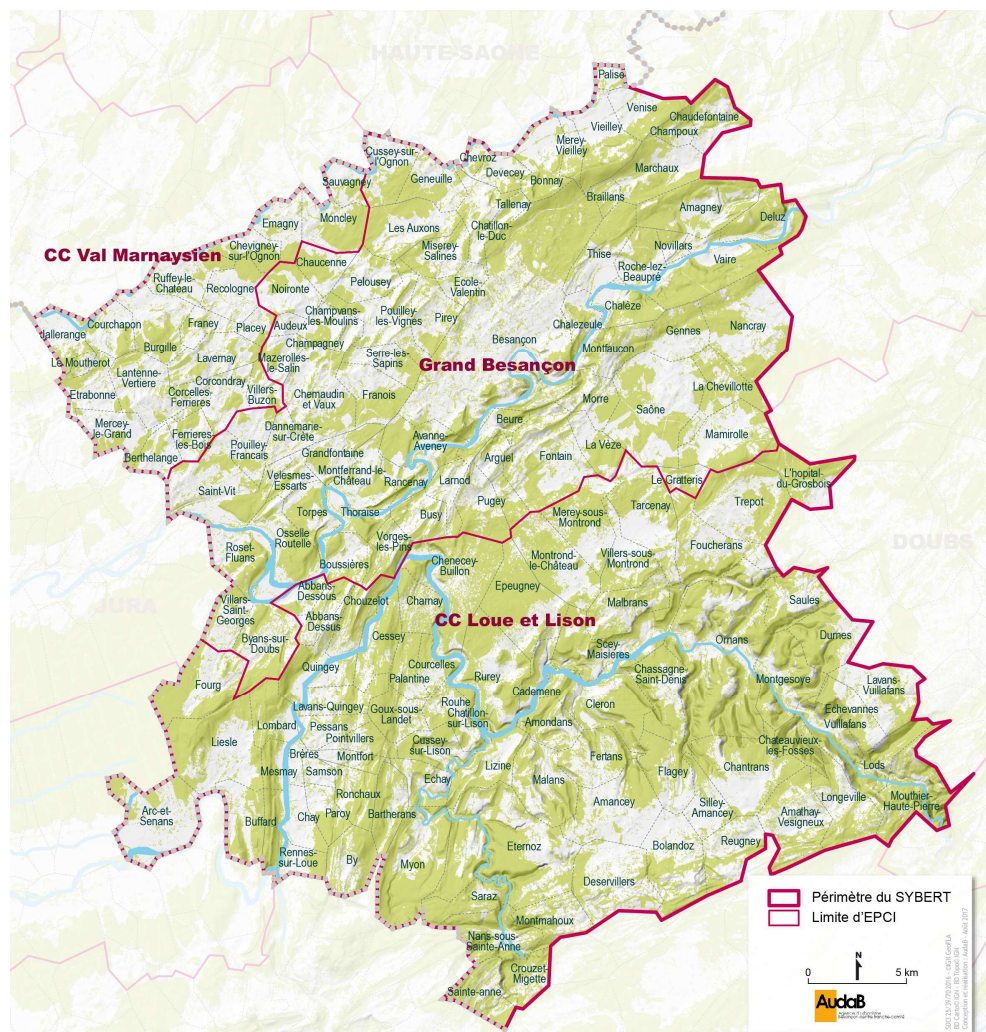 HAUTE-SAONE
Palise
Venise
Vieilley
Chaudefontaine
Champoux
Merey-
Vieilley
Cussey-sur-
l'Ognon
Chevroz
Devecey
Bonnay
Marchaux
Geneuille
Sauvagney
Tallenay
Braillans
Amagney
Deluz
Emagny
Moncley
Les Auxons
Chatillon-
le-Duc
Chevigney-
sur-l'Ognon
Miserey-
Salines
Thise
Novillars
Vaire
CC Val Marnaysien
Chaucenne
Roche-lez-
Beaupré
Ruffey-le-
Chateau
Recologne
Noironte
Pelousey
Ecole-
Valentin
Chalèze
Courchapon
Jallerange
Franey
Placey
Audeux
Champvans-
les-Moulins
Pouilley-
les-Vignes
Pirey
Chalezeule
Gennes
Nancray
Burgille
Champagney
Besançon
Montfaucon
Le Moutherot
Lavernay
Mazerolles-
le-Salin
Serre-les-
Sapins
Grand Besançon
Lantenne-
Vertiere
Corcondray
Etrabonne
Corcelles-
Ferrieres
Villers-
Buzon
Chemaudin
et Vaux
Franois
Morre
La Chevillotte
Saône
Mercey-
le-Grand
Ferrieres-
les-Bois
Dannemarie-
sur-Crête
Beure
Mamirolle
Berthelange
Pouilley-
Francais
Grandfontaine
Avanne-
Aveney
Arguel
Fontain
La Vèze
Velesmes-
Essarts
Montferrand-le-
Château
Rancenay
Larnod
Le Gratteris
L'hopital-
du-Grosbois
Saint-Vit
Torpes
Thoraise
Busy
Pugey
Merey-sous-
Montrond
Tarcenay
Trepot
Osselle
Routelle
Vorges-
les-Pins
DOUBS
Roset-
Fluans
Boussières
Chenecey-
Buillon
Montrond-
le-Château
Villers-sous-
Montrond
Foucherans
Epeugney
JURA
Villars-
Saint-
Georges
Abbans-
Dessous
Chouzelot
Charnay
Malbrans
Saules
Abbans-
Dessus
CC Loue et Lison
Byans-sur-
Doubs
Cessey
Scey-
Maisières
Ornans
Durnes
Quingey
Courcelles
Palantine
Rurey
Chassagne-
Saint-Denis
Montgesoye
Lavans-
Vuillafans
Fourg
Cademene
Cleron
Echevannes
Lavans-Quingey
Goux-sous-
Landet
Rouhe
Chatillon-
sur-Lison
Amondans
Vuillafans
Lombard
Pessans
Pointvillers
Liesle
Brères
Montfort
Cussey-
sur-Lison
Fertans
Chateauvieux-
les-Fosses
Mesmay
Samson
Echay
Lizine
Malans
Flagey
Chantrans
Lods
Ronchaux
Amancey
Silley-
Amancey
Longeville
Mouthier-
Haute-Pierre
Arc-et-
Senans
Buffard
Chay
Paroy
Bartherans
Amathay-
Vesigneux
Reugney
Eternoz
Bolandoz
Rennes-
sur-Loue
By
Myon
Deservillers
Saraz
Montmahoux
Nans-sous-
Sainte-Anne
Crouzet-
Migette
Sainte-anne
Périmètre du SYBERT
Limite d'EPCI
N
0
5 km
AudaB